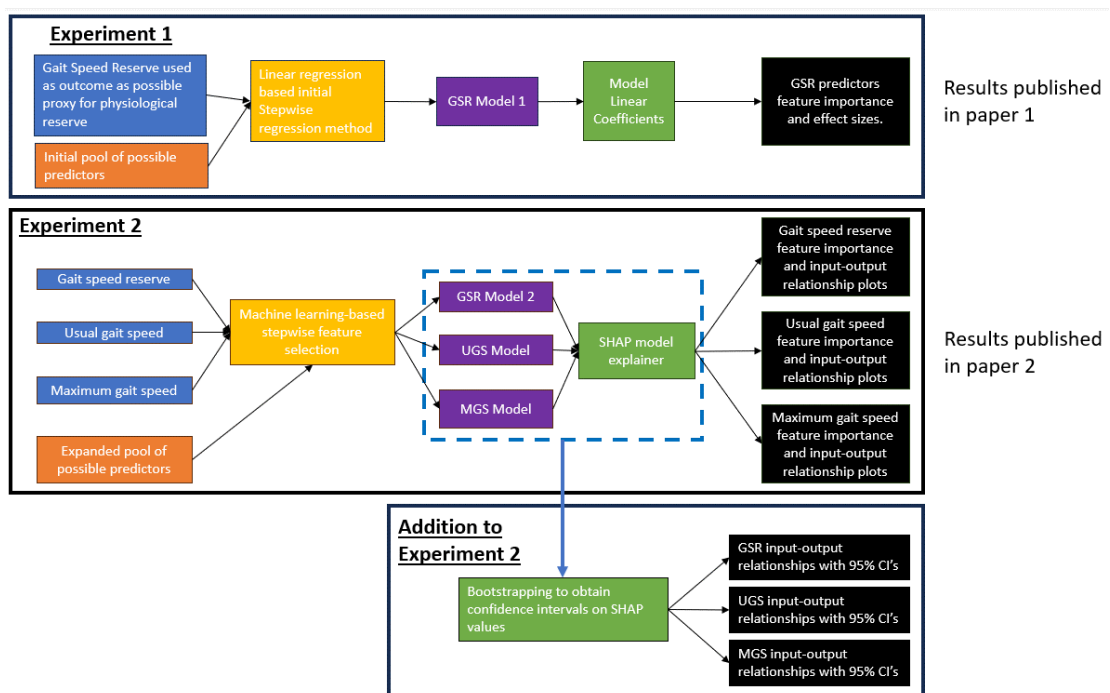 Experiment 1
Gait Speed Reserve used
as outcome as possible
proxy for physiological
reserve
Initial pool of possible
predictors
Linear regression
based initial
Stepwise
regression method
GSR Model 1
Model
Linear
Coefficients
GSR predictors
feature importance
and effect sizes.
Results published
in paper 1
Experiment 2
Gait speed reserve
Usual gait speed
Maximum gait speed
Expanded pool of
possible predictors
Machine learning-based
stepwise feature
selection
GSR Model 2
UGS Model
MGS Model
SHAP model
explainer
Gait speed reserve
feature importance
and input-output
relationship plots
Usual gait speed
feature importance
and input-output
relationship plots
Maximum gait speed
feature importance
and input-output
relationship plots
Results published
in paper 2
Addition to
Experiment 2
Bootstrapping to obtain
confidence intervals on SHAP
values
GSR input-output
relationships with 95% CI's
UGS input-output
relationships with 95% CI's
MGS input-output
relationships with 95% CI's